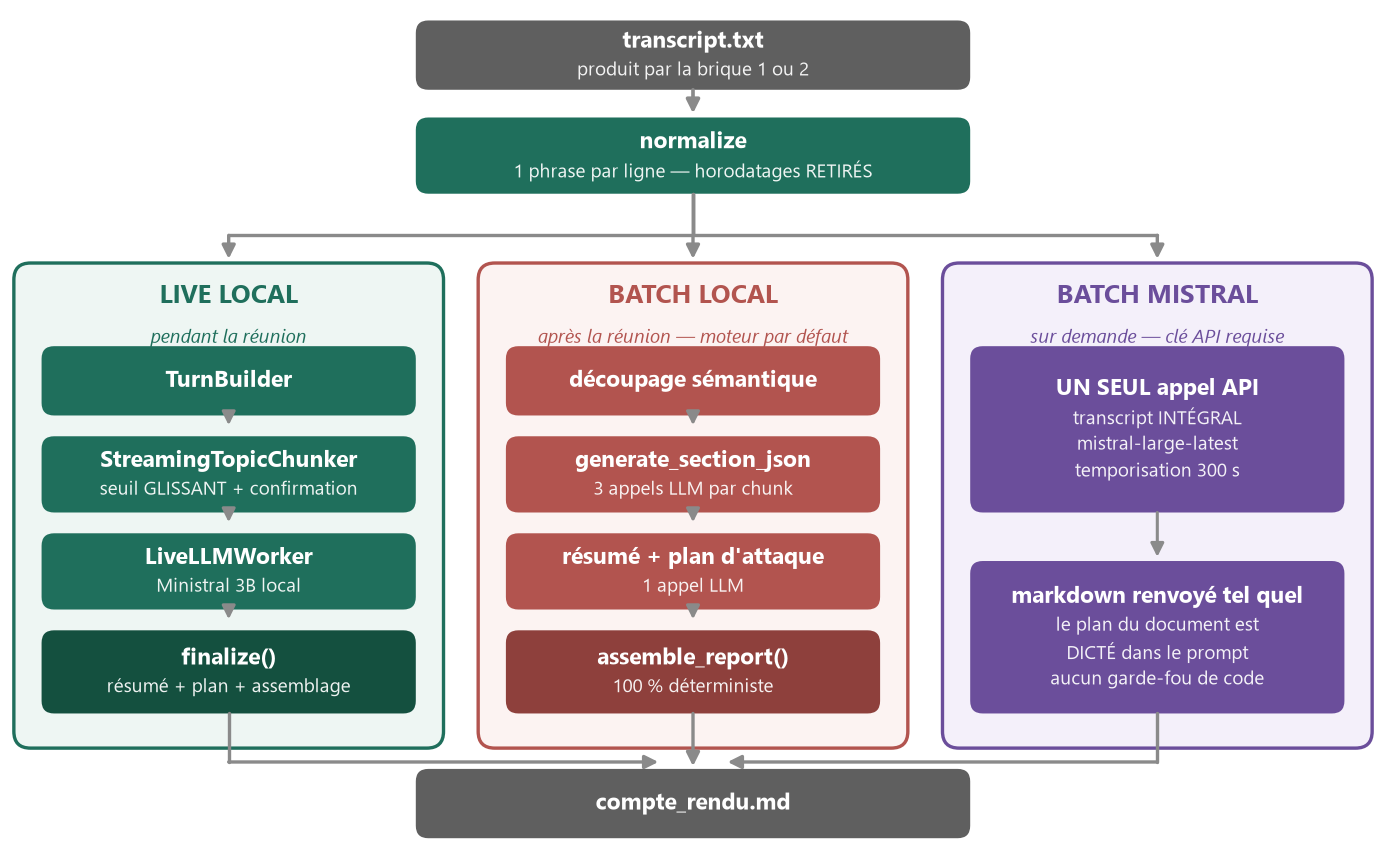 transcript.txt
produit par la brique 1 ou 2
normalize
1 phrase par ligne — horodatages RETIRÉS
LIVE LOCAL
pendant la réunion
TurnBuilder
StreamingTopicChunker
seuil GLISSANT + confirmation
LiveLLMWorker
Ministral 3B local
finalize()
résumé + plan + assemblage
BATCH LOCAL
après la réunion — moteur par défaut
découpage sémantique
generate_section_json
3 appels LLM par chunk
résumé + plan d'attaque
1 appel LLM
assemble_report()
100 % déterministe
BATCH MISTRAL
sur demande — clé API requise
UN SEUL appel API
transcript INTÉGRAL
mistral-large-latest
temporisation 300 s
markdown renvoyé tel quel
le plan du document est
DICTÉ dans le prompt
aucun garde-fou de code
compte_rendu.md